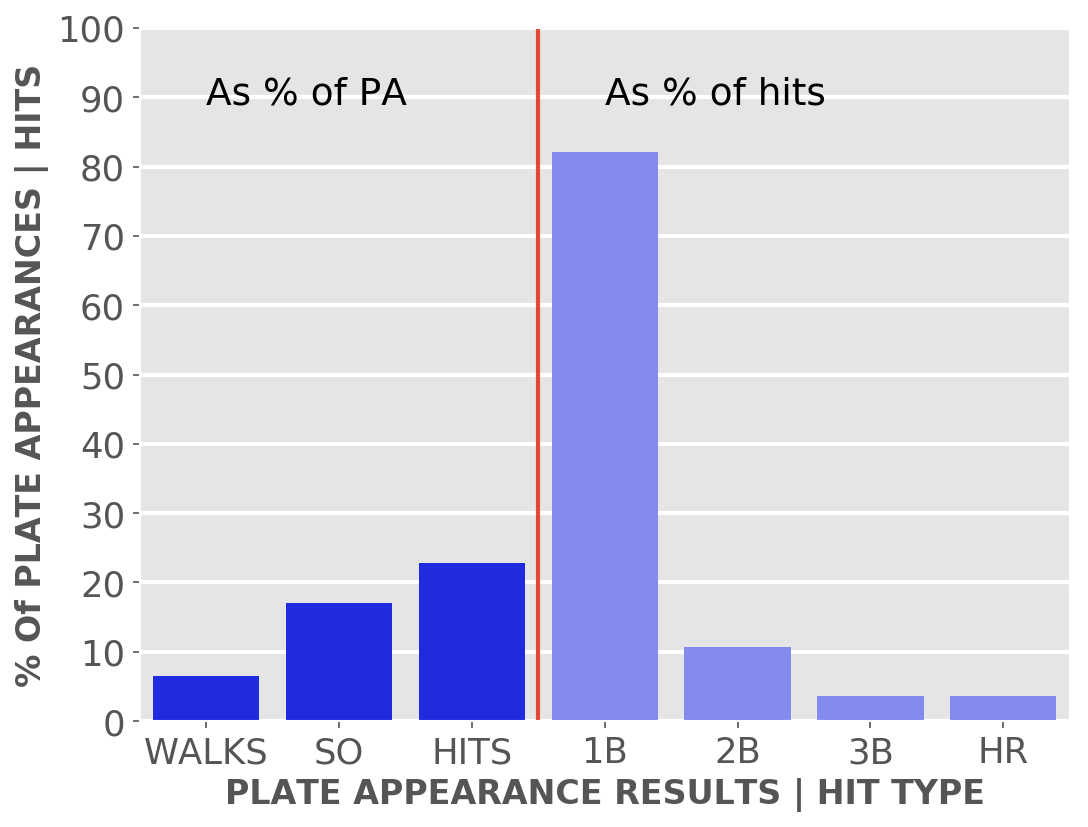 % Of PLATE APPEARANCES | HITS
100
90
80
70
60
50
40
30
20
10
0
As % of PA
As % of hits
WALKS SO HITS 1B 2B 3B HR
PLATE APPEARANCE RESULTS | HIT TYPE